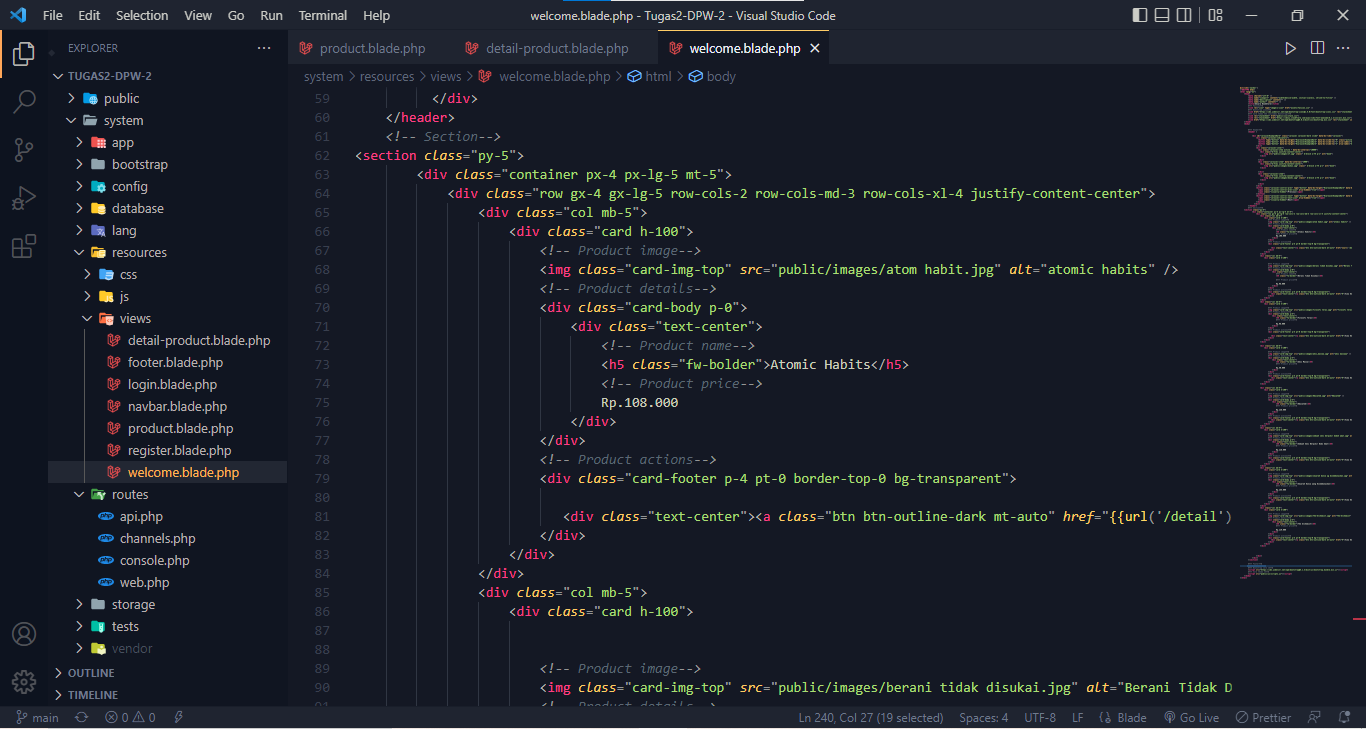 File Edit Selection View Go Run Terminal Help welcome.blade.php - Tugas2-DPW-2 - Visual Studio Code
EXPLORER
TUGAS2-DPW-2
public
system
app
bootstrap
config
database
lang
resources
css
js
views
detail-product.blade.php
footer.blade.php
login.blade.php
navbar.blade.php
product.blade.php
register.blade.php
welcome.blade.php
routes
php api.php
php channels.php
php console.php
php web.php
storage
tests
vendor
OUTLINE
TIMELINE
product.blade.php detail-product.blade.php welcome.blade.php
system > resources > views > welcome.blade.php > html > body
59 </div>
60 </header>
61 <!-- Section-->
62 <section class="py-5">
63 <div class="container px-4 px-lg-5 mt-5">
64 <div class="row gx-4 gx-lg-5 row-cols-2 row-cols-md-3 row-cols-xl-4 justify-content-center">
65 <div class="col mb-5">
66 <div class="card h-100">
67 <!-- Product image-->
68 <img class="card-img-top" src="public/images/atom habit.jpg" alt="atomic habits" />
69 <!-- Product details-->
70 <div class="card-body p-0">
71 <div class="text-center">
72 <!-- Product name-->
73 <h5 class="fw-bolder">Atomic Habits</h5>
74 <!-- Product price-->
75 Rp.108.000
76 </div>
77 </div>
78 <!-- Product actions-->
79 <div class="card-footer p-4 pt-0 border-top-0 bg-transparent">
80
81 <div class="text-center"><a class="btn btn-outline-dark mt-auto" href="{{url('/detail')
82 </div>
83 </div>
84 </div>
85 <div class="col mb-5">
86 <div class="card h-100">
87
88
89 <!-- Product image-->
90 <img class="card-img-top" src="public/images/berani tidak disukai.jpg" alt="Berani Tidak D
91 <!-- Product details-->
main 0 0 Ln 240, Col 27 (19 selected) Spaces: 4 UTF-8 LF Blade Go Live Prettier